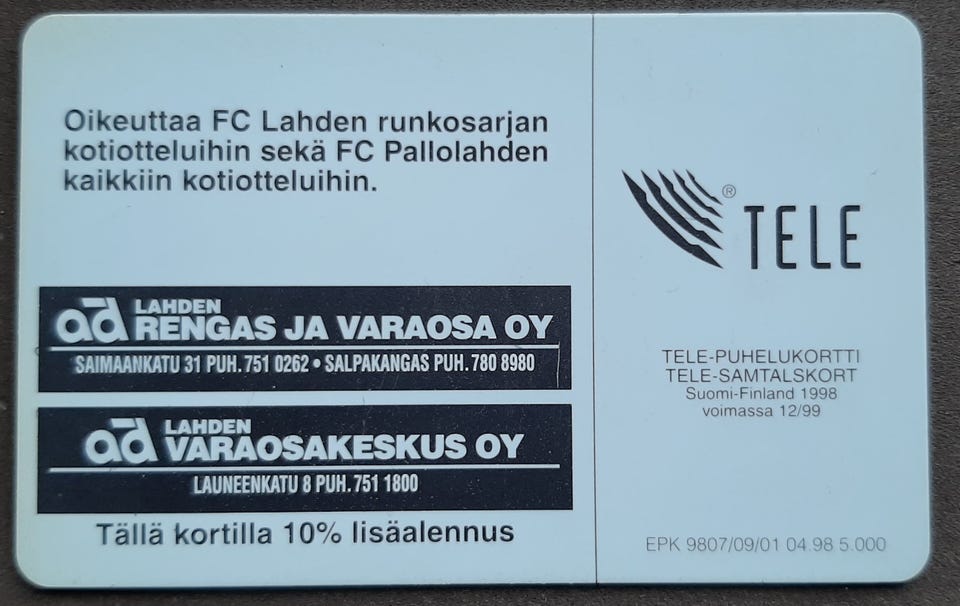 Oikeuttaa FC Lahden runkosarjan
kotiotteluihin sekä FC Pallolahden
kaikkiin kotiotteluihin.
ad LAHDEN
RENGAS JA VARAOSA OY
SAIMAANKATU 31 PUH. 751 0262 • SALPAKANGAS PUH. 780 8980
ad LAHDEN
VARAOSAKESKUS OY
LAUNEENKATU 8 PUH. 751 1800
Tällä kortilla 10% lisäalennus
® TELE
TELE-PUHELUKORTTI
TELE-SAMTALSKORT
Suomi-Finland 1998
voimassa 12/99
EPK 9807/09/01 04.98 5.000